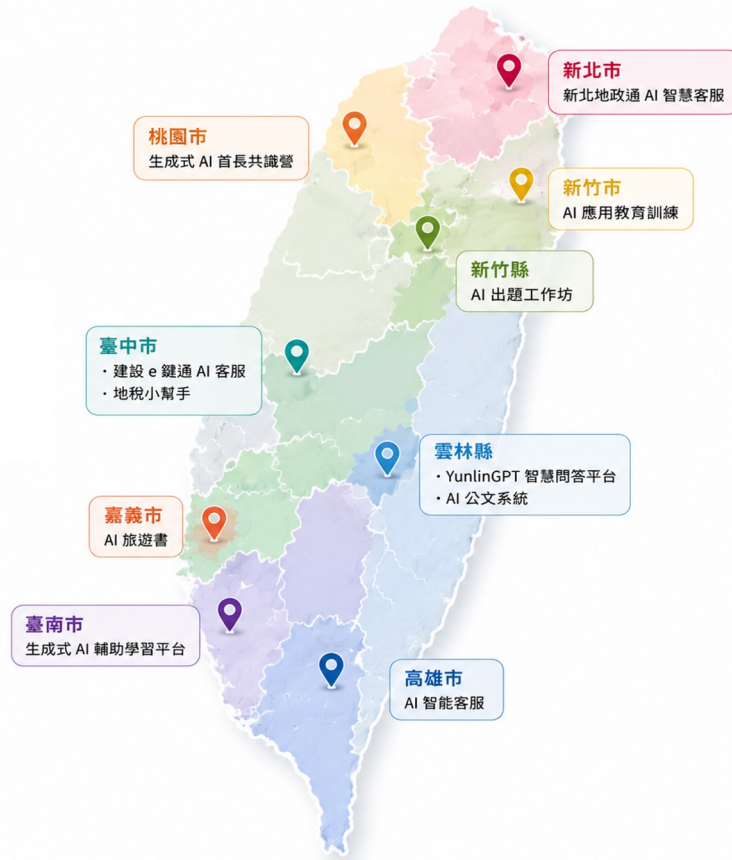 新北市
新北地政通 AI 智慧客服
桃園市
生成式 AI 首長共識營
新竹市
AI 應用教育訓練
新竹縣
AI 出題工作坊
臺中市
・建設 e 鍵通 AI 客服
・地稅小幫手
雲林縣
・YunlinGPT 智慧問答平台
・AI 公文系統
嘉義市
AI 旅遊書
臺南市
生成式 AI 輔助學習平台
高雄市
AI 智能客服